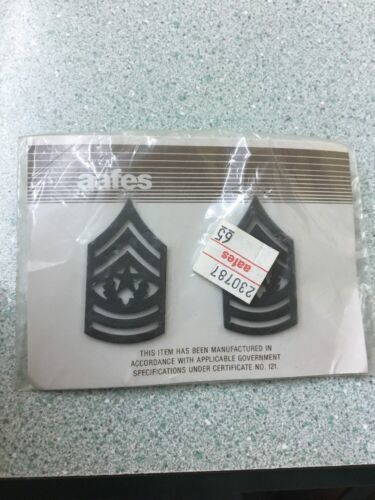 aafes
230787
aafes
65
THIS ITEM HAS BEEN MANUFACTURED IN
ACCORDANCE WITH APPLICABLE GOVERNMENT
SPECIFICATIONS UNDER CERTIFICATE NO. 121.